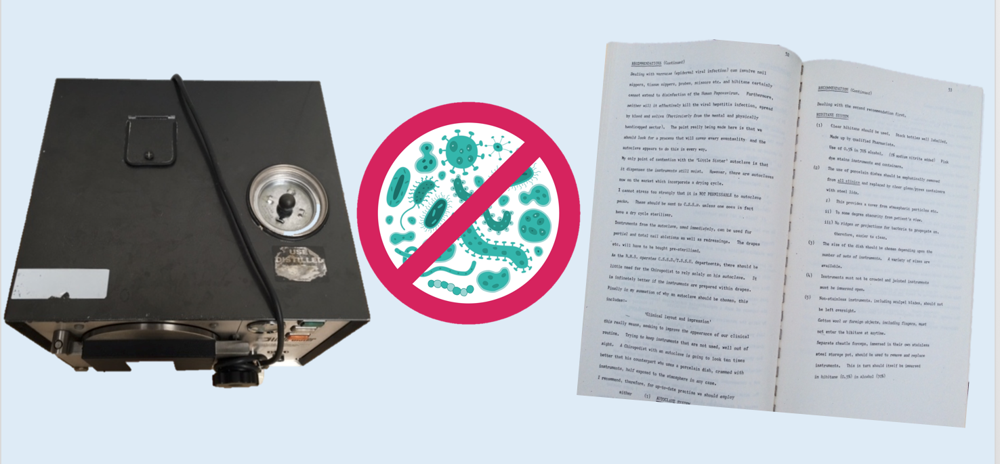 USE
DISTILLED
50
RECOMMENDATIONS (Continued)
Dealing with verrucae (epidermal viral infection) can involve nail
nippers, tissue nippers, probes, scissors etc. and hibitane certainly
cannot extend to disinfection of the Human Papovavirus. Furthermore,
neither will it effectively kill the viral hepatitis infection, spread
by blood and saliva (Particularly from the mental and physically
handicapped sector). The point really being made here is that we
should look for a process that will cover every eventuality and the
autoclave appears to do this in every way.
My only point of contention with the 'Little Sister' autoclave is that
it dispenses the instruments still moist. However, there are autoclaves
now on the market which incorporate a drying cycle.
I cannot stress too strongly that it is NOT PERMISSABLE to autoclave
packs. These should be sent to C.S.S.D. unless one does in fact
have a dry cycle steriliser.
Instruments from the autoclave, used immediately, can be used for
partial and total nail ablations as well as redressings. The drapes
etc. will have to be bought pre-sterilised.
As the N.H.S. operates C.S.S.D./T.S.S.U. departments, there should be
little need for the Chiropodist to rely solely on his autoclave. It
is infinitely better if the instruments are prepared within drapes.
Finally in my summation of why an autoclave should be chosen, this
includes:-
'Clinical layout and impression'
this really means, seeking to improve the appearance of our clinical
routine. Trying to keep instruments that are not used, well out of
sight. A Chiropodist with an autoclave is going to look ten times
better that his counterpart who uses a porcelain dish, crammed with
instruments, half exposed to the atmosphere in any case.
I recommend, therefore, for up-to-date practise we should employ
either (1) AUTOCLAVE SYSTEM
53
RECOMMENDATION (Continued)
Dealing with the second recommendation first.
HIBITANE SYSTEM
(1) Clear hibitane should be used. Stock bottles well labelled.
Made up by qualified Pharmacists.
Use of 0.5% in 70% alcohol. (1% sodium nitrite added) Pink
dye stains instruments and containers.
(2) The use of porcelain dishes should be emphatically removed
from all clinics and replaced by clear glass/pyrex containers
with steel lids.
i) This provides a cover from atmospheric particles etc.
ii) To some degree obscurity from patient's view.
iii) No ridges or projections for bacteria to propagate on,
therefore, easier to clean.
(3) The size of the dish should be chosen depending upon the
number of sets of instruments. A variety of sizes are
available.
(4) Instruments must not be crowded and jointed instruments
must be immersed open.
(5) Non-stainless instruments, including scalpel blades, should not
be left overnight.
Cotton wool or foreign objects, including fingers, must
not enter the hibitane at anytime.
Separate cheatle forceps, immersed in their own stainless
steel storage pot, should be used to remove and replace
instruments. This in turn should itself be immersed
in hibitane (0.5%) in alcohol (70%)